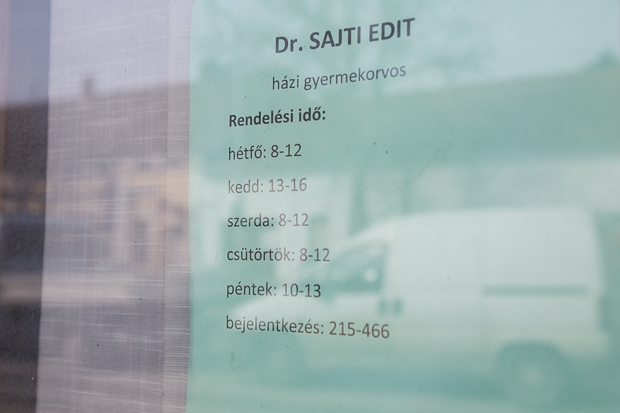 Dr. SAJTI EDIT
házi gyermekorvos
Rendelési idő:
hétfő: 8-12
kedd: 13-16
szerda: 8-12
csütörtök: 8-12
péntek: 10-13
bejelentkezés: 215-466